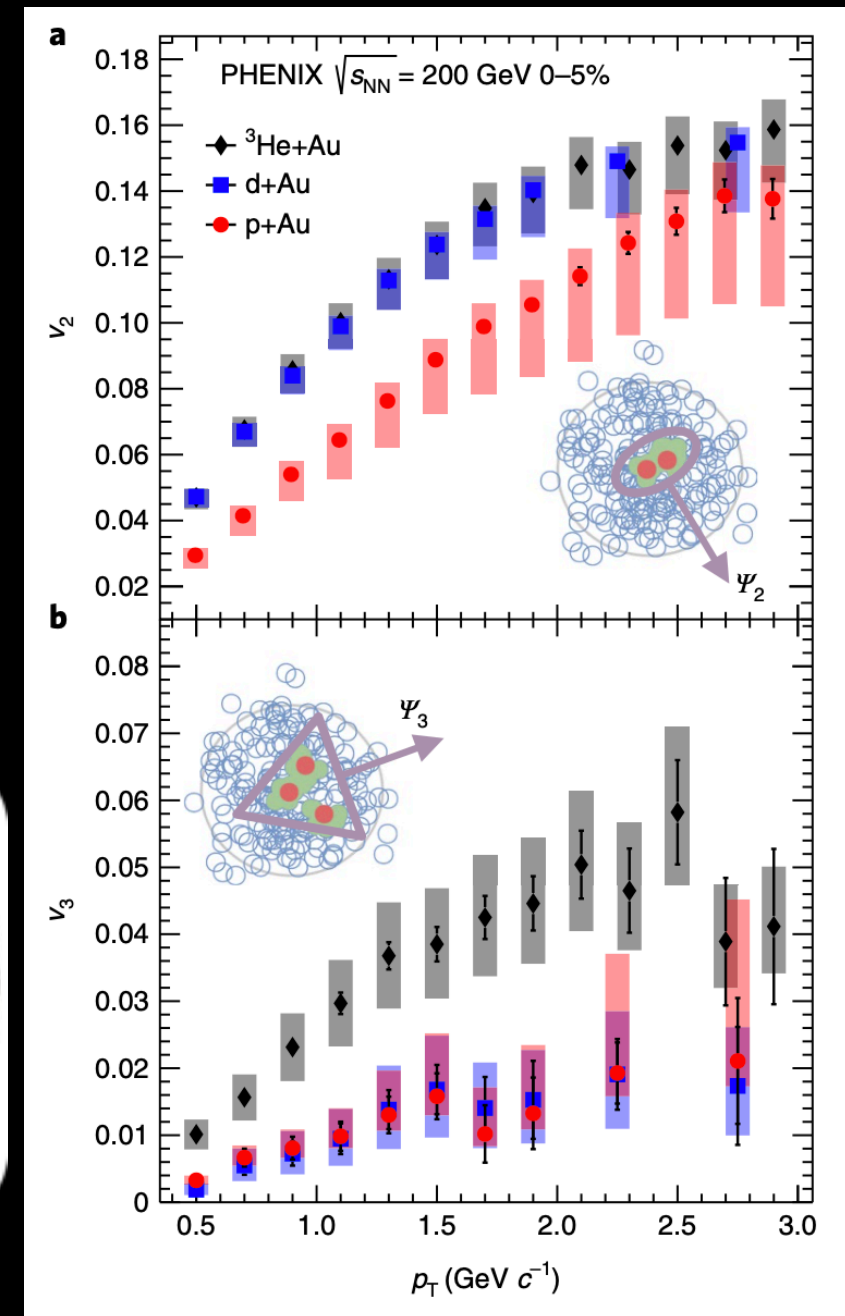 a
PHENIX √sNN = 200 GeV 0–5%
³He+Au
d+Au
p+Au
0.18
0.16
0.14
0.12
0.10
0.08
0.06
0.04
0.02
v₂
Ψ₂
b
0.08
0.07
0.06
0.05
0.04
0.03
0.02
0.01
0
v₃
Ψ₃
0.5 1.0 1.5 2.0 2.5 3.0
pT (GeV c⁻¹)